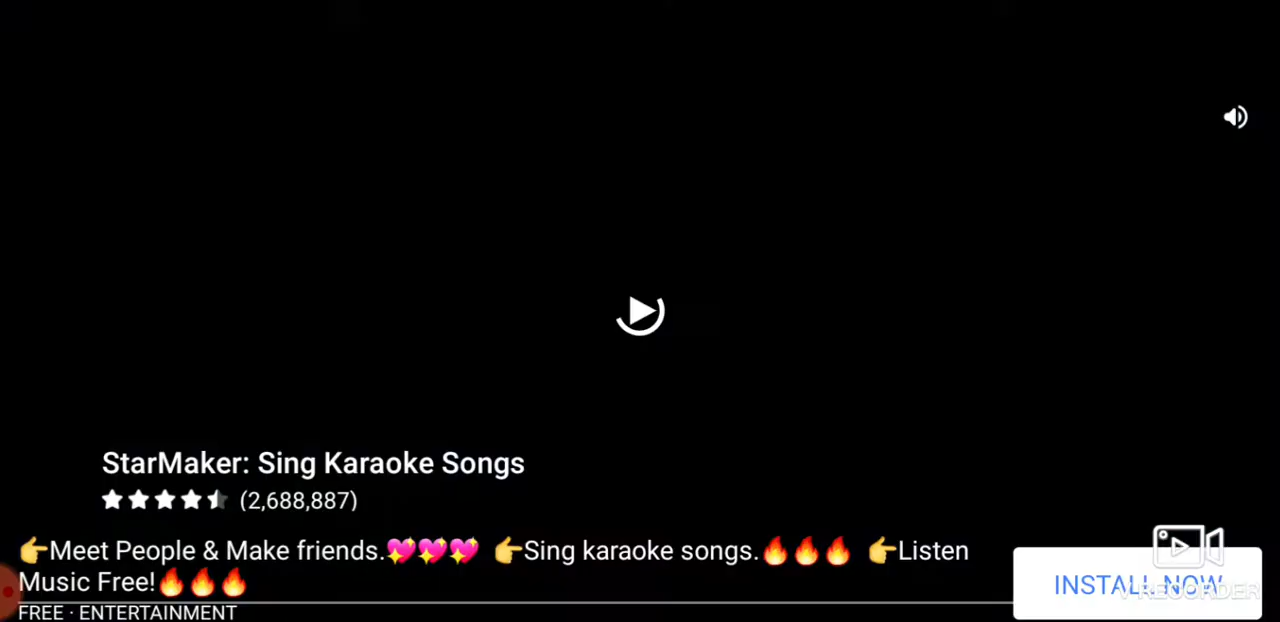 StarMaker: Sing Karaoke Songs
(2,688,887)
👉Meet People & Make friends.💖💖💖 👉Sing karaoke songs.🔥🔥🔥 👉Listen
Music Free!🔥🔥🔥
FREE · ENTERTAINMENT
INSTALL NOW
V RECORDER